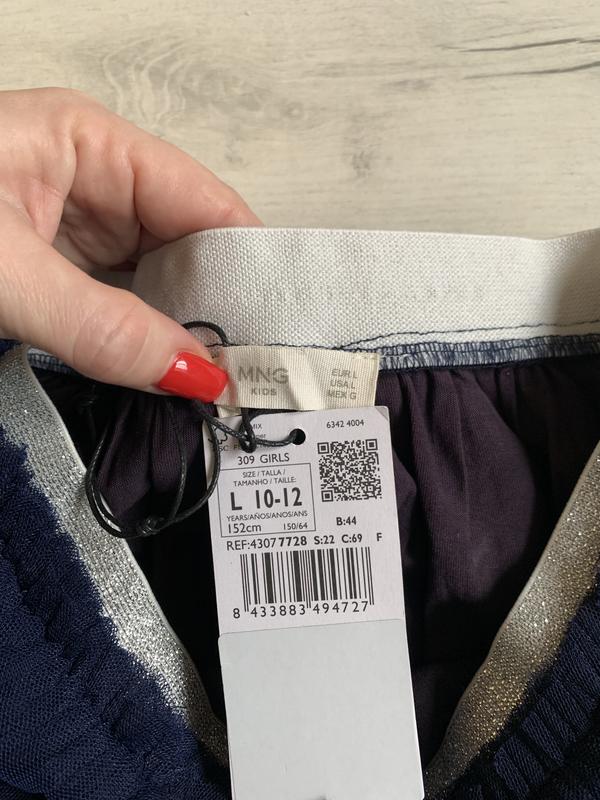 MNG
KIDS
EUR L
USA L
MEX G
MIX
6342 4004
309 GIRLS
SIZE / TALLA /
TAMANHO / TAILLE:
L 10-12
YEARS/AÑOS/ANOS/ANS
152cm 150/64
B:44
REF:43077728 S:22 C:69 F
8 433883 494727